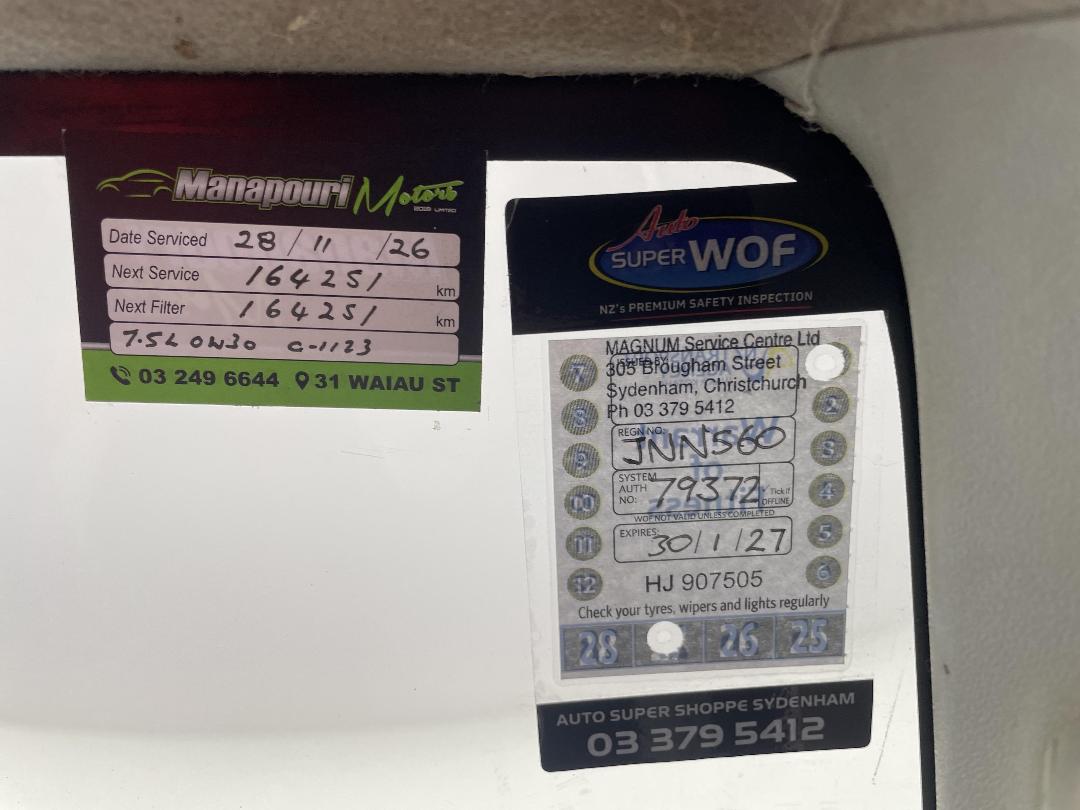 Manapouri Motors
2019 LIMITED
Date Serviced 28 / 11 / 26
Next Service 164251 km
Next Filter 164251 km
7.5L 0W30 C-1123
03 249 6644 31 WAIAU ST
Auto
SUPER WOF
NZ's PREMIUM SAFETY INSPECTION
MAGNUM Service Centre Ltd
ISSUED BY:
305 Brougham Street
Sydenham, Christchurch
Ph 03 379 5412
REGN NO:
JNN560
SYSTEM AUTH NO: 79372 Tick if OFFLINE
WOF NOT VALID UNLESS COMPLETED
EXPIRES: 30/1/27
HJ 907505
7
8
9
10
11
12
2
3
4
5
6
Check your tyres, wipers and lights regularly
28 26 25
AUTO SUPER SHOPPE SYDENHAM
03 379 5412